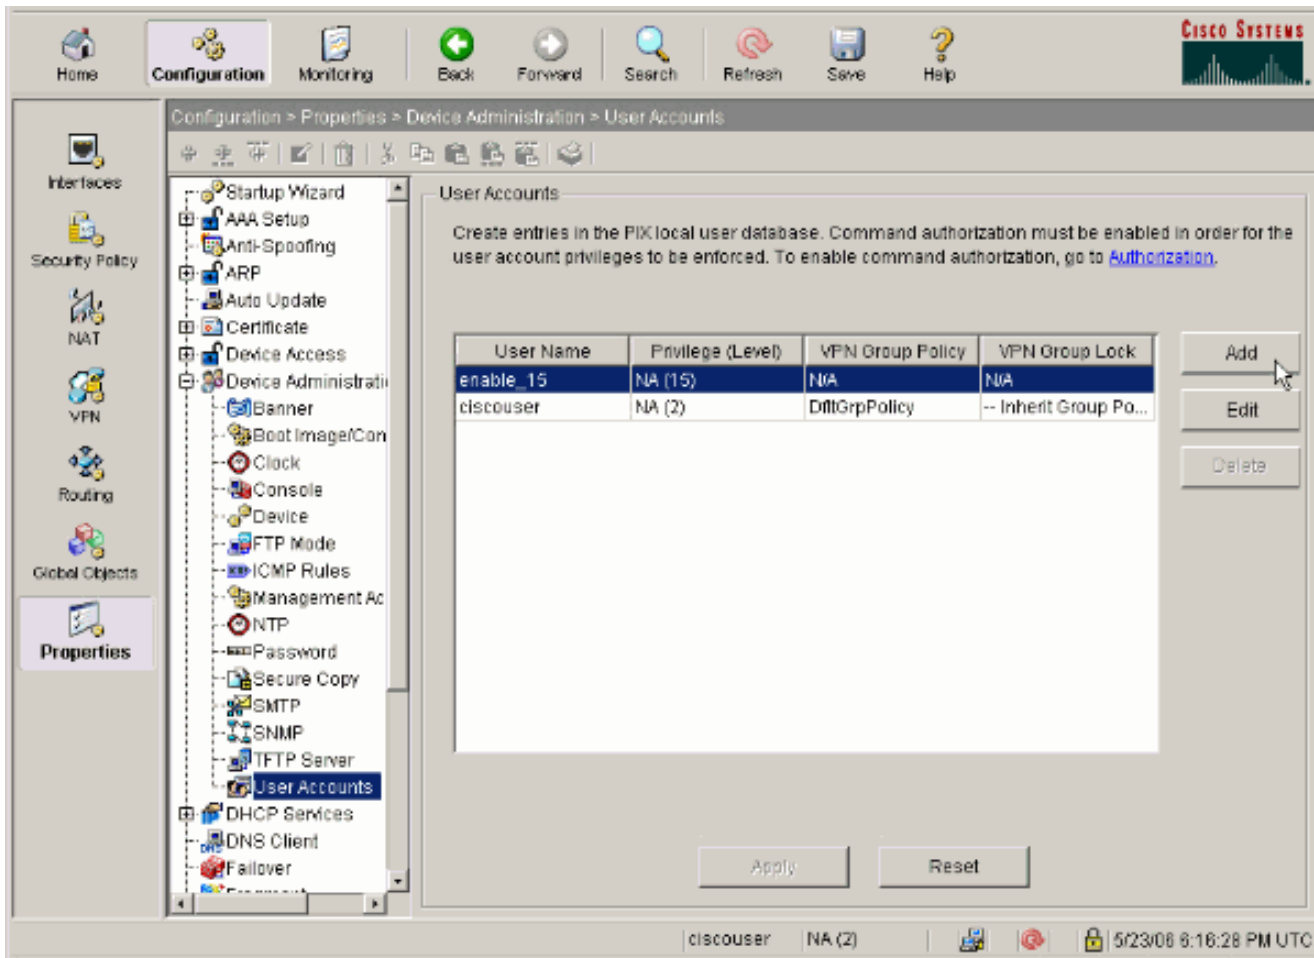 Home
Configuration
Monitoring
Back
Forward
Search
Refresh
Save
Help
CISCO SYSTEMS
Configuration > Properties > Device Administration > User Accounts
Interfaces
Security Policy
NAT
VPN
Routing
Global Objects
Properties
Startup Wizard
AAA Setup
Anti-Spoofing
ARP
Auto Update
Certificate
Device Access
Device Administrati
Banner
Boot Image/Con
Clock
Console
Device
FTP Mode
ICMP Rules
Management Ac
NTP
Password
Secure Copy
SMTP
SNMP
TFTP Server
User Accounts
DHCP Services
DNS Client
Failover
User Accounts
Create entries in the PIX local user database. Command authorization must be enabled in order for the
user account privileges to be enforced. To enable command authorization, go to Authorization.
User Name Privilege (Level) VPN Group Policy VPN Group Lock
enable_15 NA (15) N/A N/A
ciscouser NA (2) DfltGrpPolicy -- Inherit Group Po...
Add
Edit
Delete
Apply
Reset
ciscouser NA (2) 5/23/06 6:16:28 PM UTC